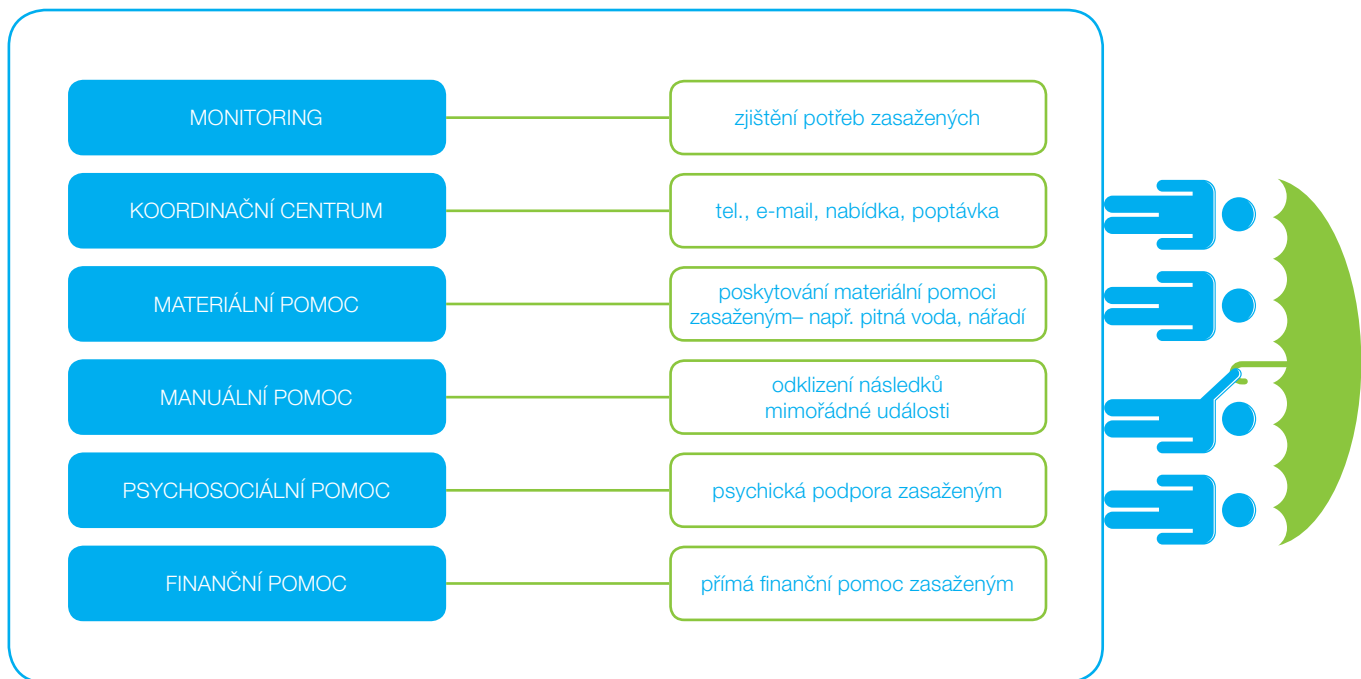 MONITORING
zjištění potřeb zasažených
KOORDINAČNÍ CENTRUM
tel., e-mail, nabídka, poptávka
MATERIÁLNÍ POMOC
poskytování materiální pomoci
zasaženým– např. pitná voda, nářadí
MANUÁLNÍ POMOC
odklizení následků
mimořádné události
PSYCHOSOCIÁLNÍ POMOC
psychická podpora zasaženým
FINANČNÍ POMOC
přímá finanční pomoc zasaženým